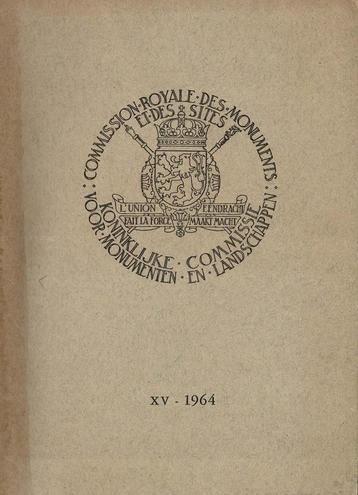 COMMISSION · ROYALE · DES · MONUMENTS
ET · DES · SITES
L'UNION FAIT LA FORCE
EENDRACHT MAAKT MACHT
KONINKLIJKE · COMMISSIE
VOOR · MONUMENTEN · EN · LANDSCHAPPEN
XV - 1964